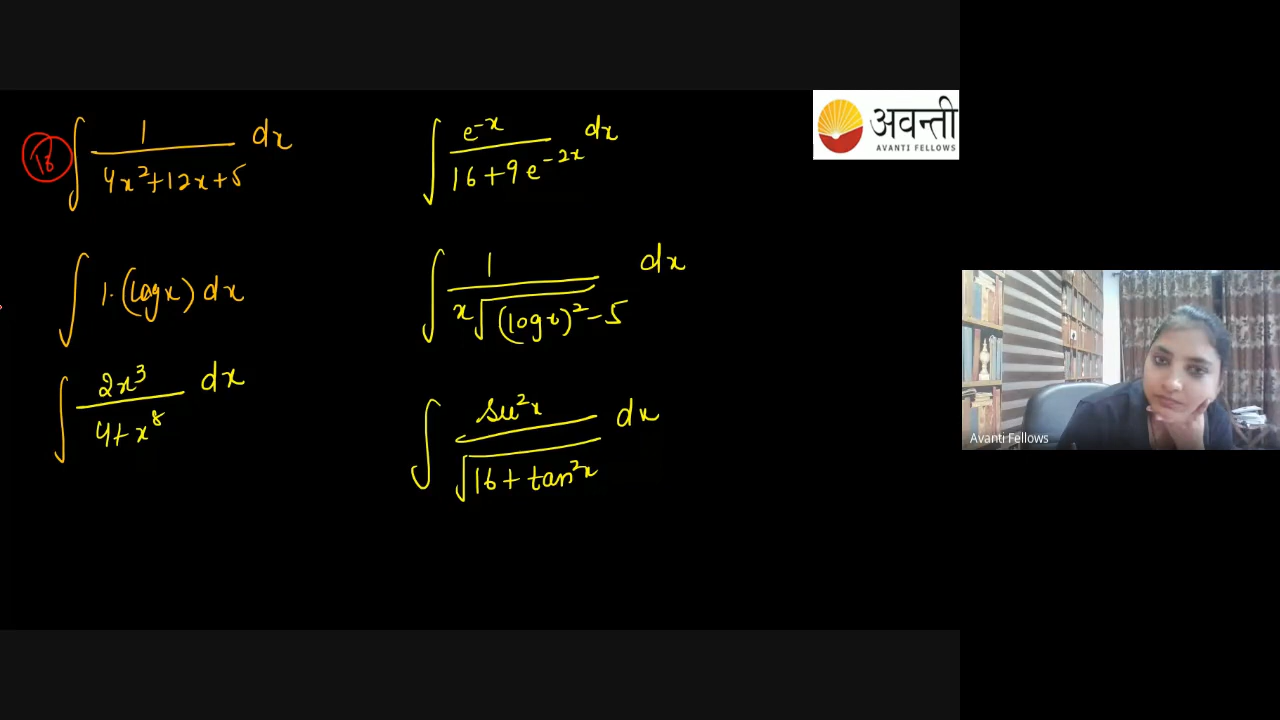 18 ∫ 1 / (4x²+12x+5) dx
∫ 1.(log x) dx
∫ 2x³ / (4+x⁸) dx
∫ e^-x / (16+9e^-2x) dx
∫ 1 / (x√((log x)²-5)) dx
∫ sec²x / √(16+tan²x) dx
अवन्ती
AVANTI FELLOWS
Avanti Fellows